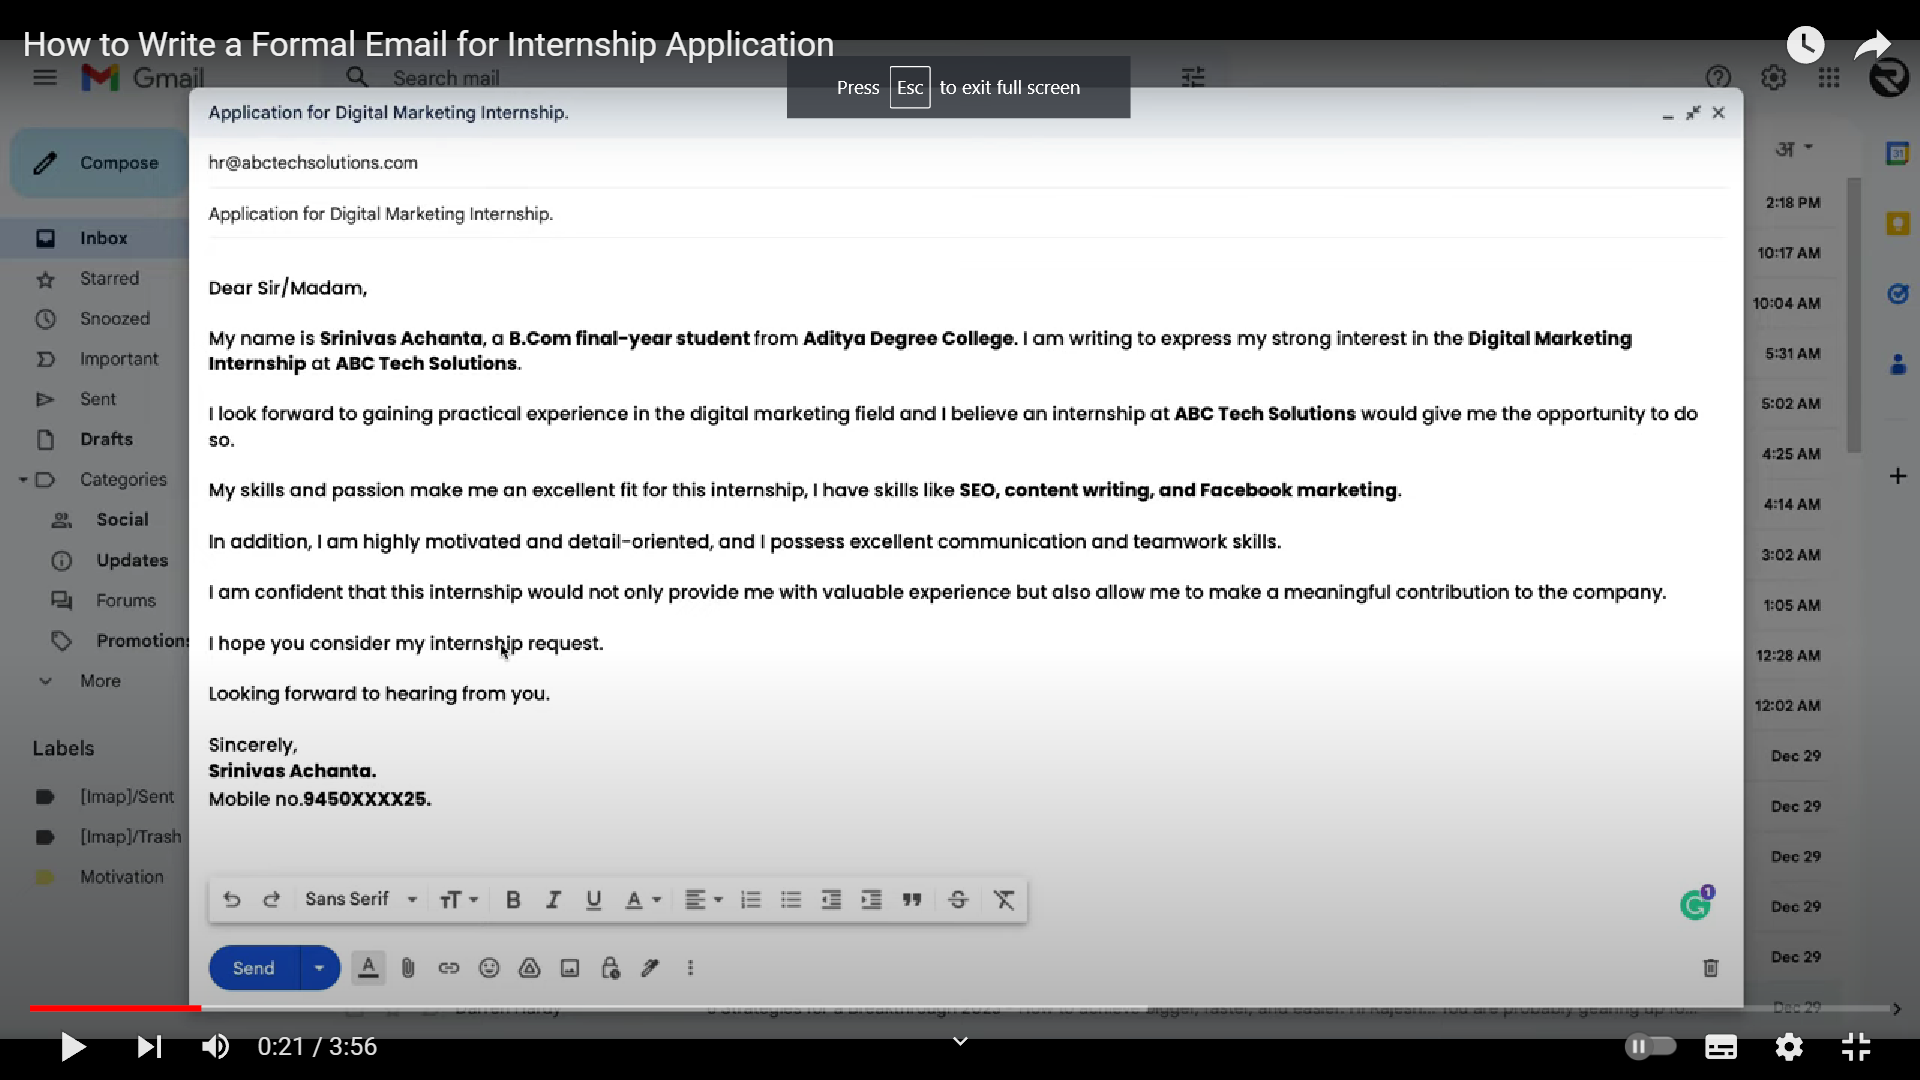 How to Write a Formal Email for Internship Application
Gmail
Search mail
Press Esc to exit full screen
Application for Digital Marketing Internship.
Compose
hr@abctechsolutions.com
अ
Application for Digital Marketing Internship.
2:18 PM
Inbox
10:17 AM
Starred
Dear Sir/Madam,
10:04 AM
Snoozed
My name is Srinivas Achanta, a B.Com final-year student from Aditya Degree College. I am writing to express my strong interest in the Digital Marketing
Internship at ABC Tech Solutions.
5:31 AM
Important
Sent
5:02 AM
I look forward to gaining practical experience in the digital marketing field and I believe an internship at ABC Tech Solutions would give me the opportunity to do
so.
Drafts
4:25 AM
Categories
My skills and passion make me an excellent fit for this internship, I have skills like SEO, content writing, and Facebook marketing.
4:14 AM
Social
In addition, I am highly motivated and detail-oriented, and I possess excellent communication and teamwork skills.
3:02 AM
Updates
I am confident that this internship would not only provide me with valuable experience but also allow me to make a meaningful contribution to the company.
1:05 AM
Forums
I hope you consider my internship request.
Promotions
12:28 AM
More
Looking forward to hearing from you.
12:02 AM
Labels
Sincerely,
Srinivas Achanta.
Mobile no.9450XXXX25.
Dec 29
[Imap]/Sent
Dec 29
[Imap]/Trash
Dec 29
Motivation
Sans Serif
1
Dec 29
Send
Dec 29
Dec 29
31
0:21 / 3:56